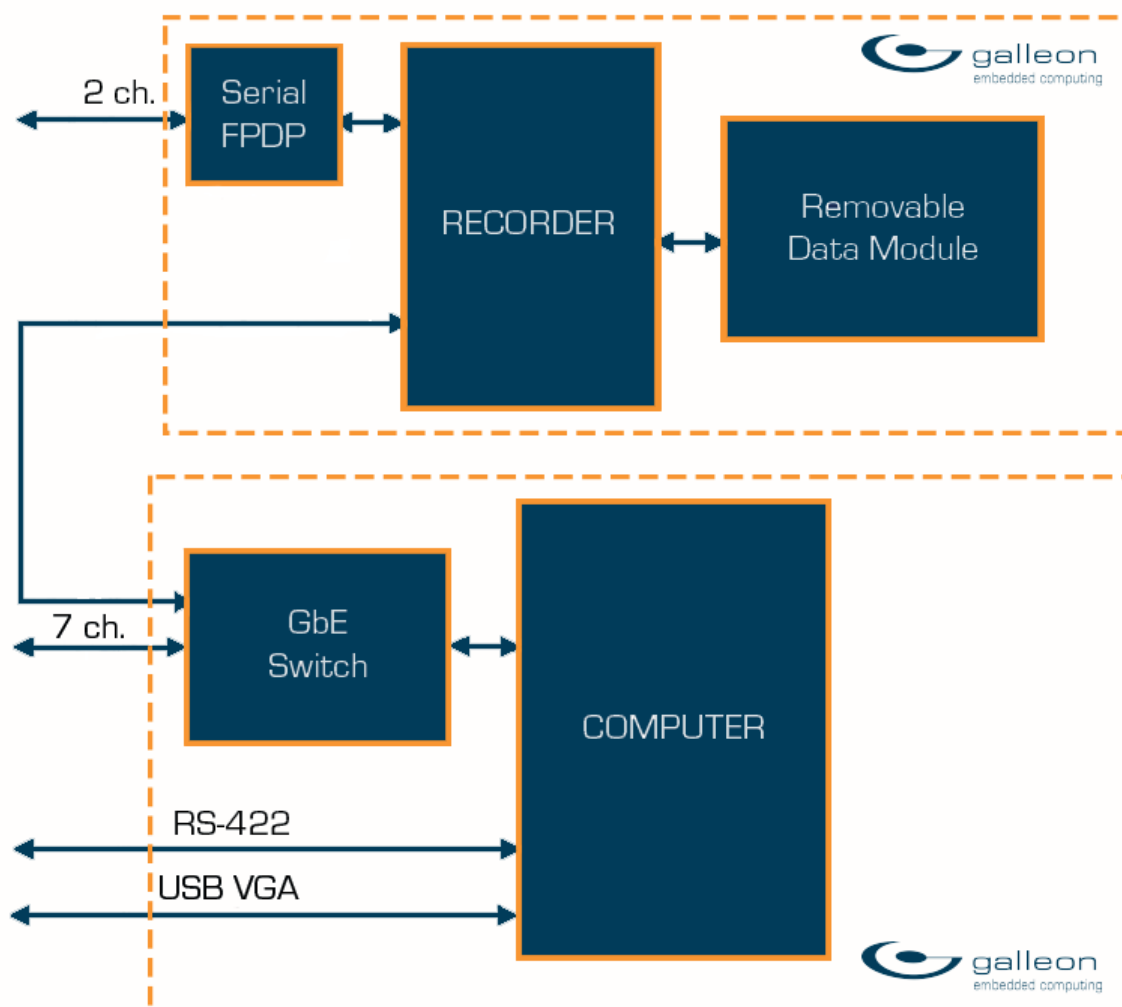 galleon
embedded computing
2 ch.
Serial
FPDP
RECORDER
Removable
Data Module
7 ch.
GbE
Switch
COMPUTER
RS-422
USB VGA
galleon
embedded computing